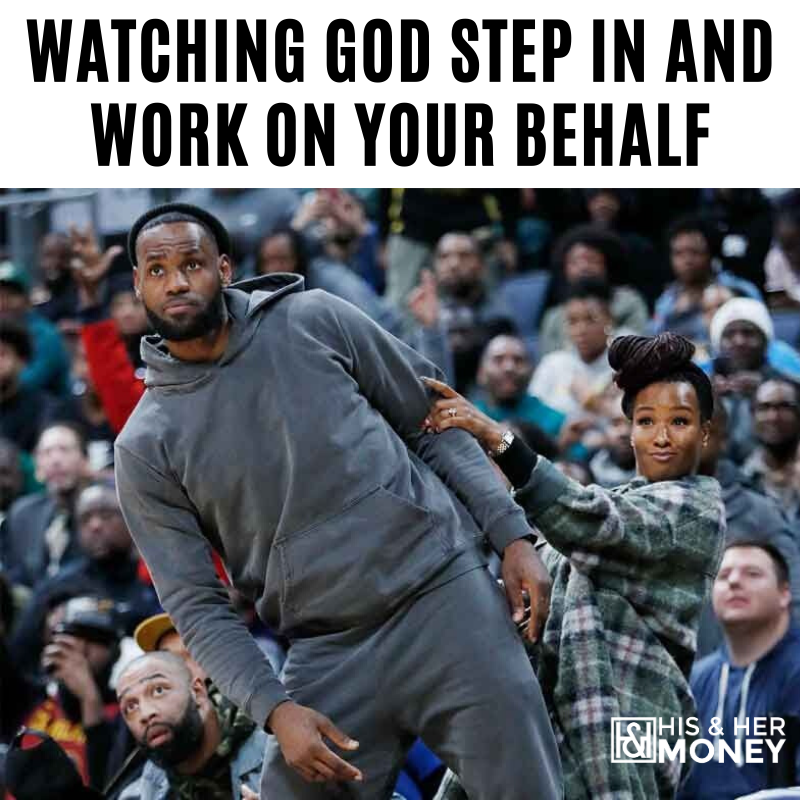 WATCHING GOD STEP IN AND
WORK ON YOUR BEHALF
H&H HIS & HER
MONEY